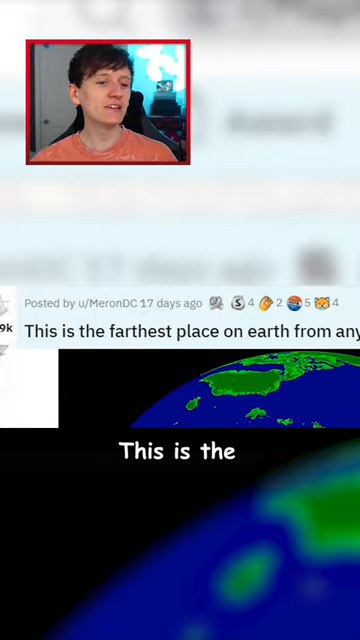 Posted by u/MeronDC 17 days ago S 4 2 5 4
9k
This is the farthest place on earth from any
This is the